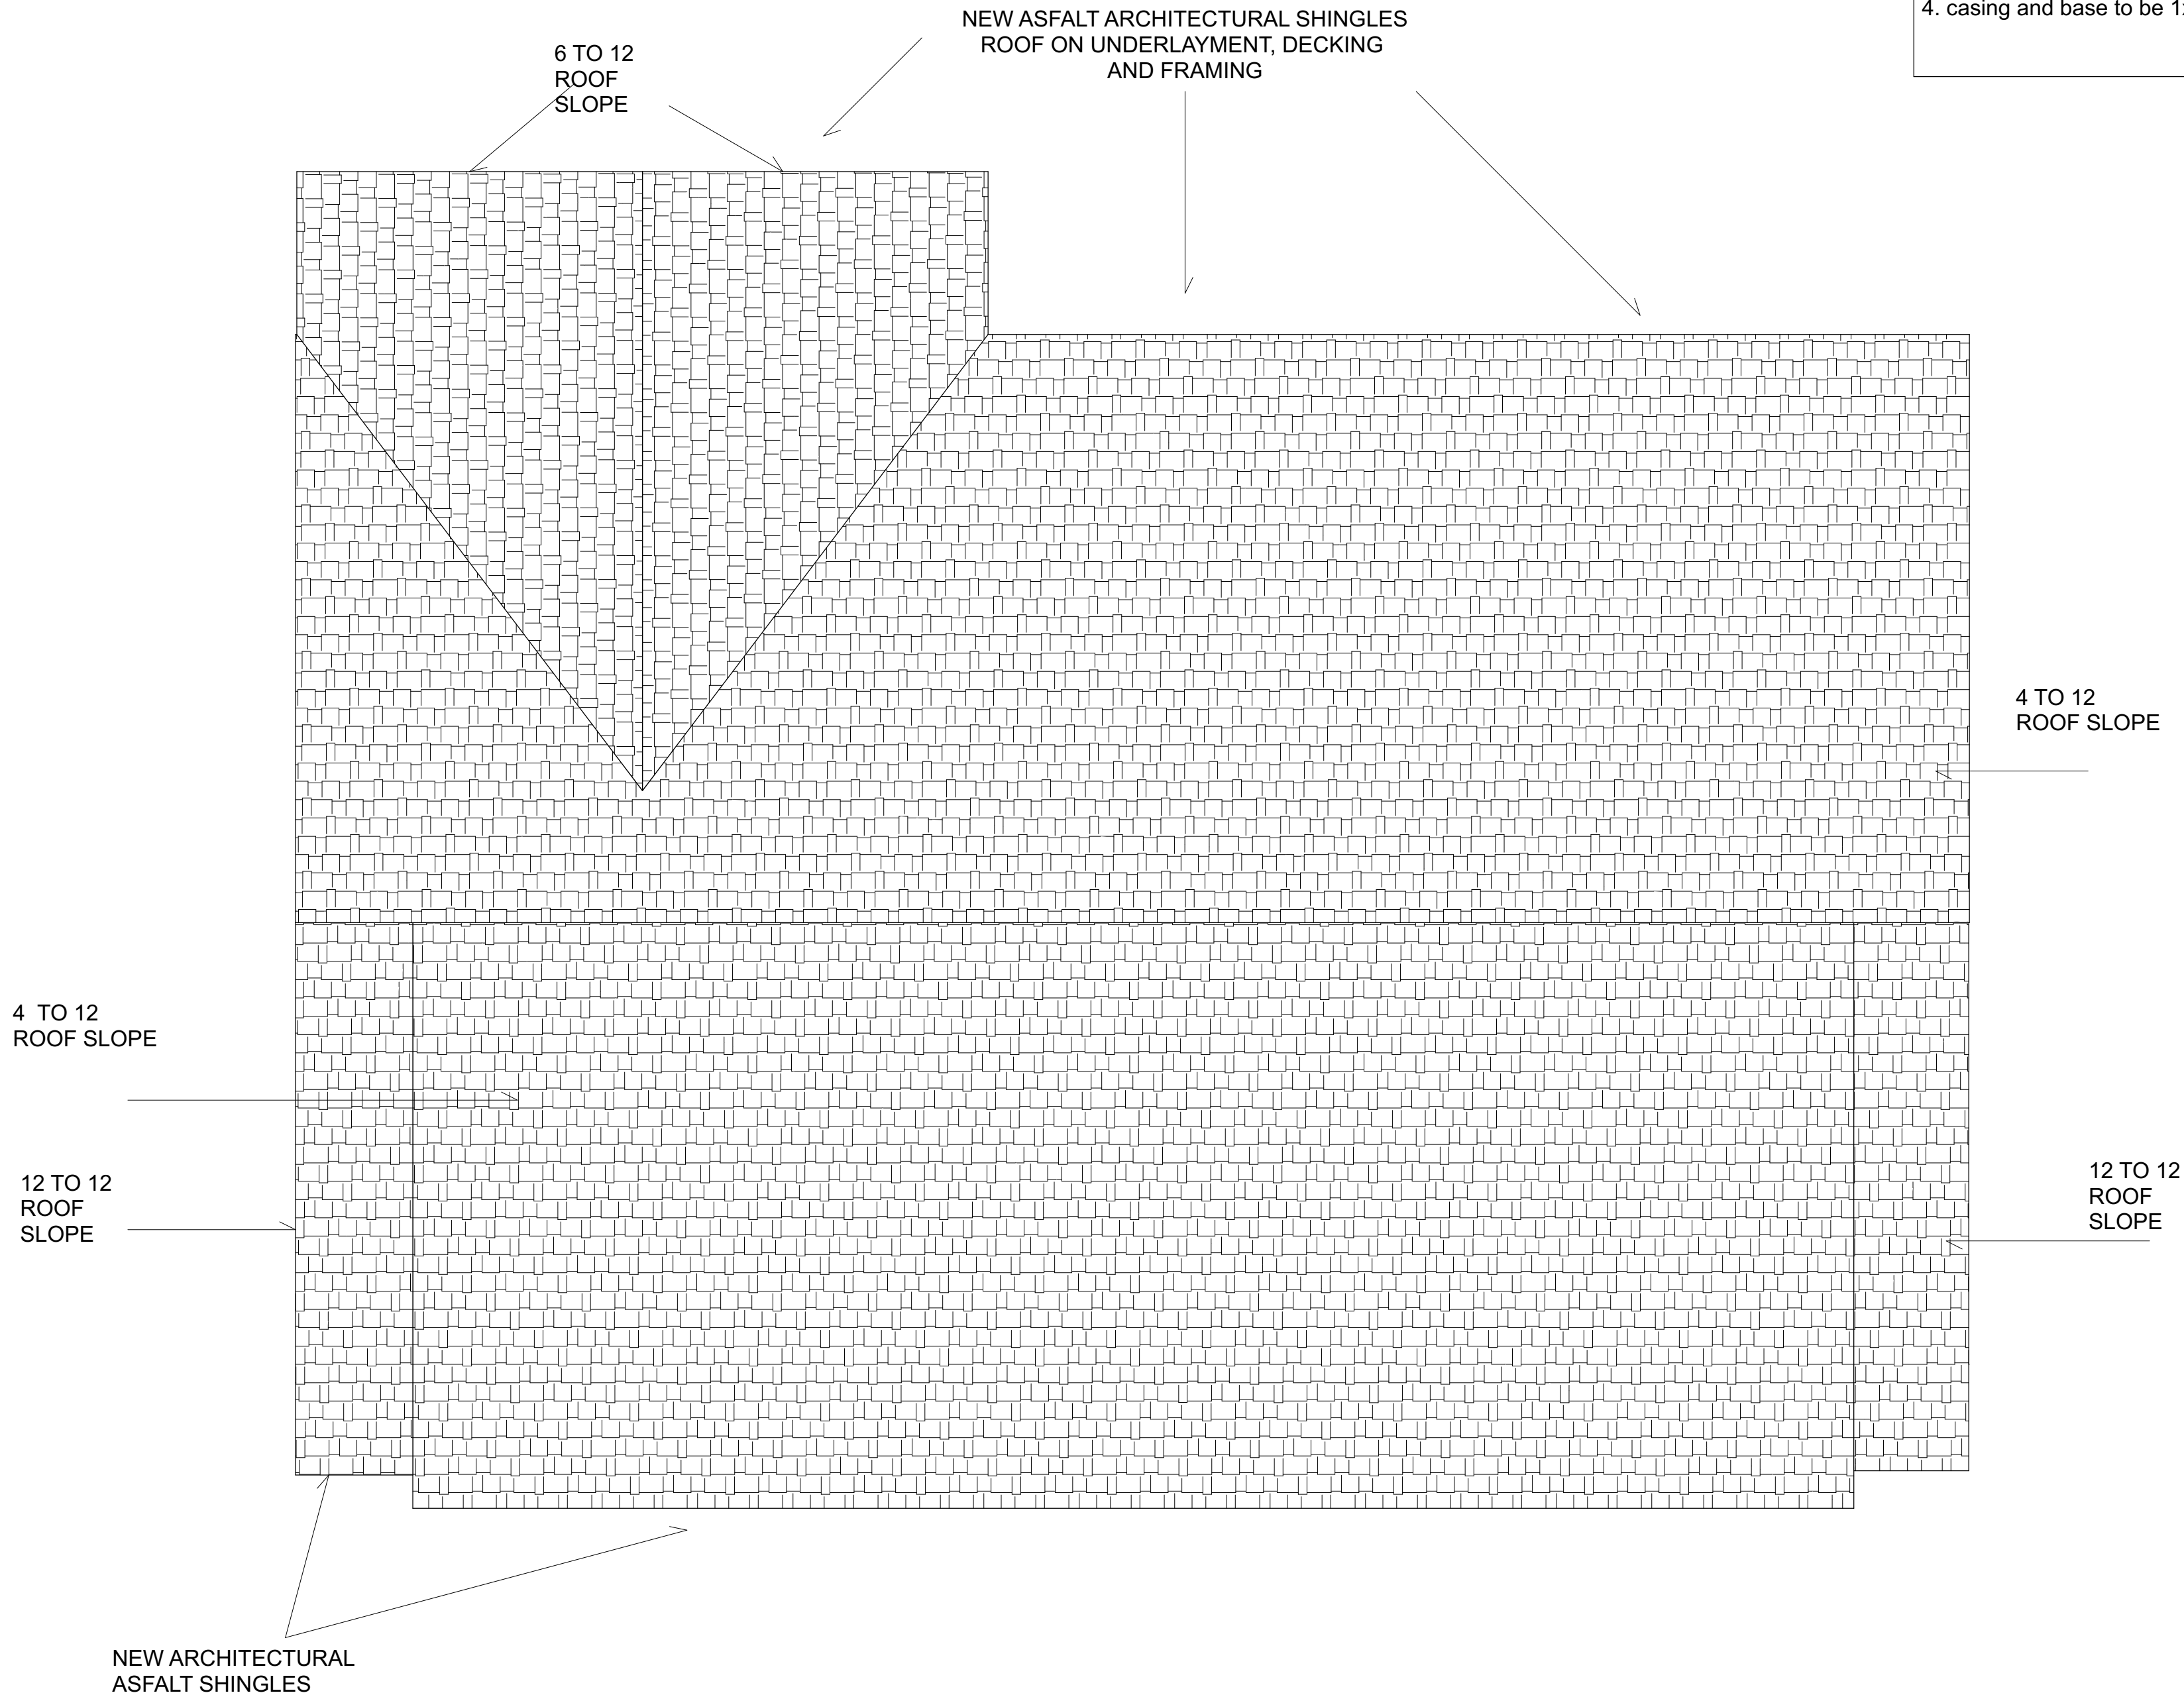 NEW ASFALT ARCHITECTURAL SHINGLES
ROOF ON UNDERLAYMENT, DECKING
AND FRAMING
4. casing and base to be
6 TO 12
ROOF
SLOPE
4 TO 12
ROOF SLOPE
4  TO 12
ROOF SLOPE
12 TO 12
ROOF
SLOPE
12 TO 12
ROOF
SLOPE
NEW ARCHITECTURAL
ASFALT SHINGLES